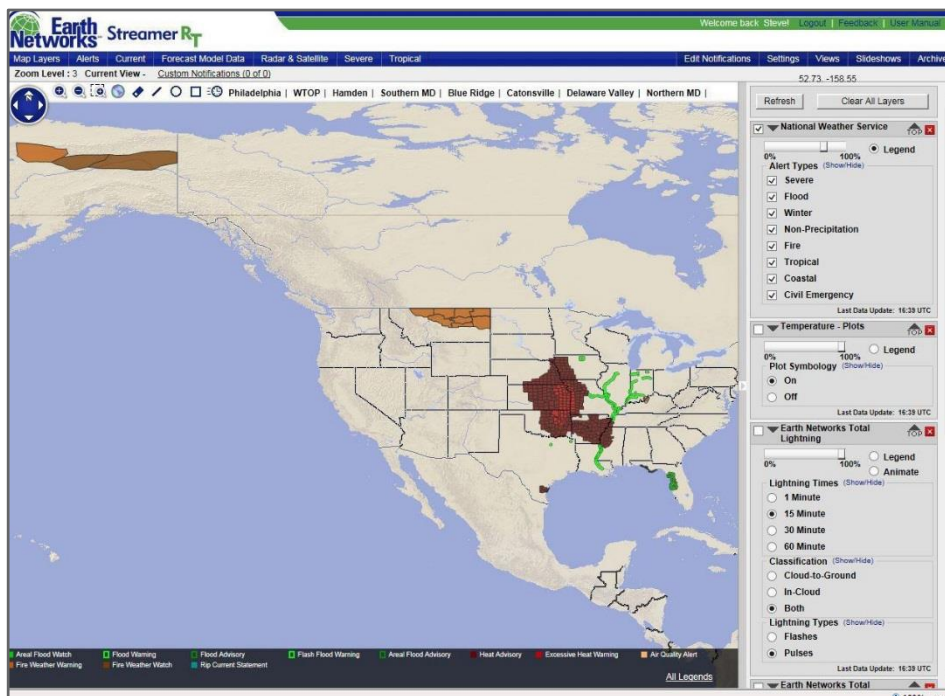 Earth Networks Streamer RT
Welcome back Steve! Logout | Feedback | User Manual
Map Layers Alerts Current Forecast Model Data Radar & Satellite Severe Tropical Edit Notifications Settings Views Slideshows Archive
Zoom Level : 3 Current View - Custom Notifications (0 of 0)
52.73, -158.55
Philadelphia | WTOP | Hamden | Southern MD | Blue Ridge | Catonsville | Delaware Valley | Northern MD |
Refresh Clear All Layers
National Weather Service TOP
0% 100% Legend
Alert Types (Show/Hide)
Severe
Flood
Winter
Non-Precipitation
Fire
Tropical
Coastal
Civil Emergency
Last Data Update: 16:39 UTC
Temperature - Plots TOP
0% 100% Legend
Plot Symbology (Show/Hide)
On
Off
Last Data Update: 16:39 UTC
Earth Networks Total Lightning TOP
0% 100% Legend
Animate
Lightning Times (Show/Hide)
1 Minute
15 Minute
30 Minute
60 Minute
Classification (Show/Hide)
Cloud-to-Ground
In-Cloud
Both
Lightning Types (Show/Hide)
Flashes
Pulses
Last Data Update: 16:39 UTC
Earth Networks Total
Areal Flood Watch Flood Warning Flood Advisory Flash Flood Warning Areal Flood Advisory Heat Advisory Excessive Heat Warning Air Quality Alert
Fire Weather Warning Fire Weather Watch Rip Current Statement
All Legends